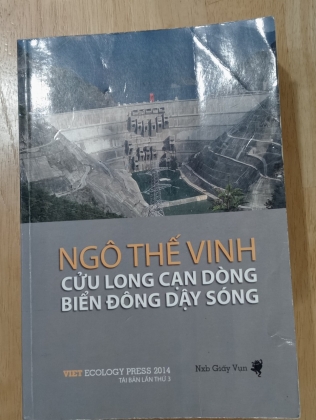 NGÔ THẾ VINH
CỬU LONG CẠN DÒNG
BIỂN ĐÔNG DẬY SÓNG
VIET ECOLOGY PRESS 2014
TÁI BẢN LẦN THỨ 3
Nxb Giấy Vụn